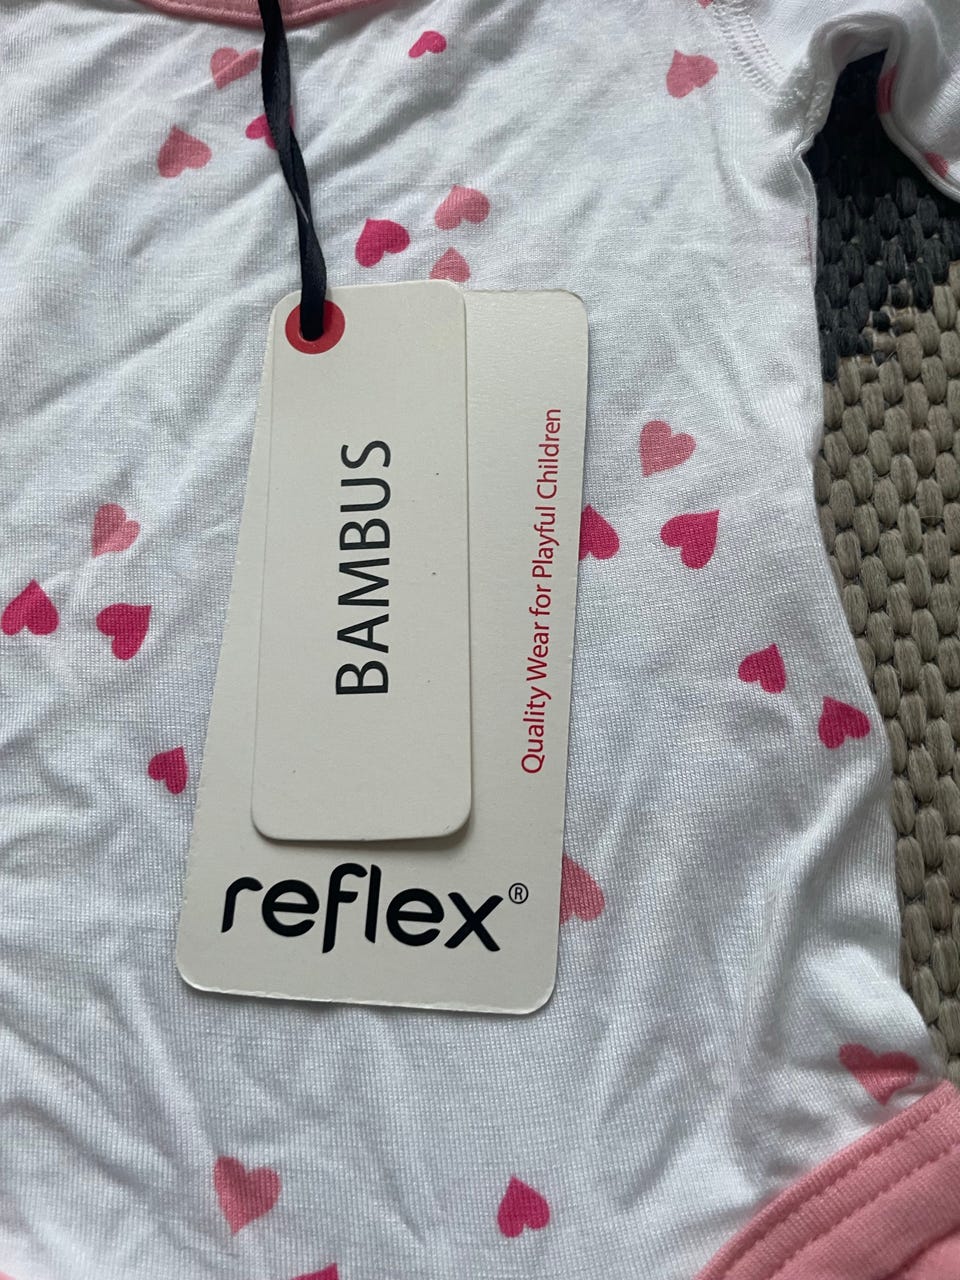 BAMBUS
Quality Wear for Playful Children
reflex®